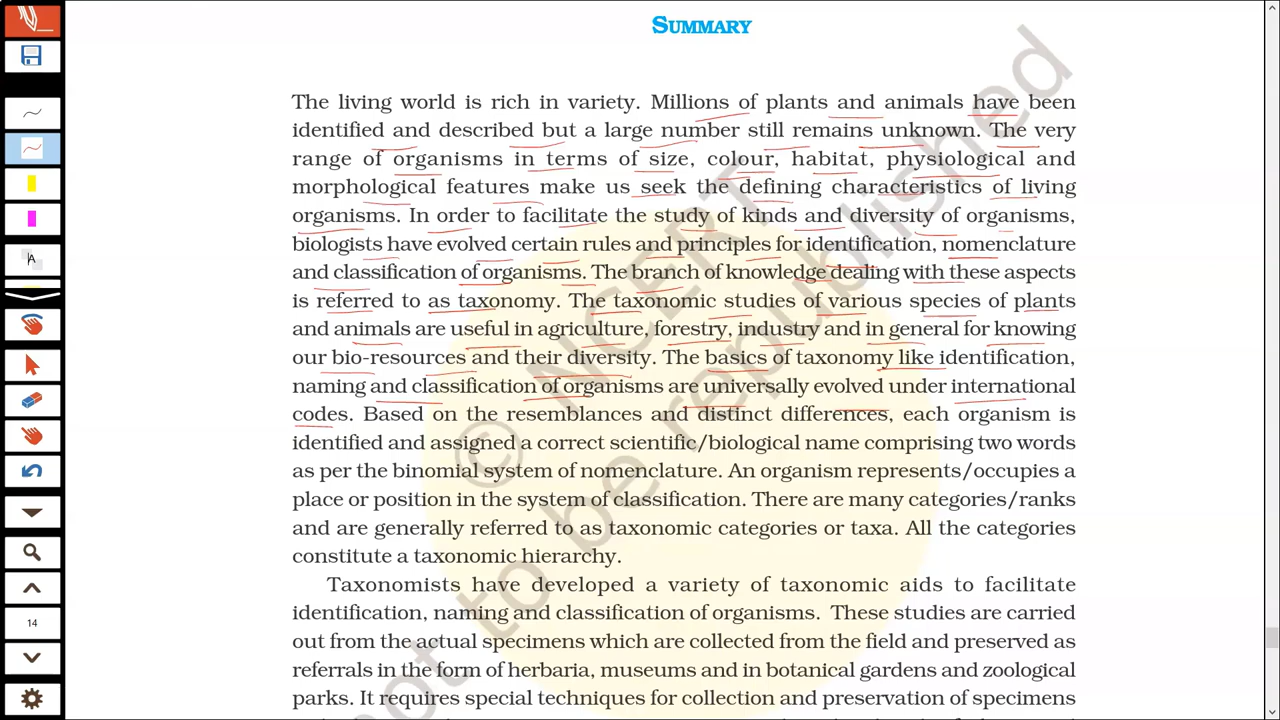 SUMMARY
The living world is rich in variety. Millions of plants and animals have been
identified and described but a large number still remains unknown. The very
range of organisms in terms of size, colour, habitat, physiological and
morphological features make us seek the defining characteristics of living
organisms. In order to facilitate the study of kinds and diversity of organisms,
biologists have evolved certain rules and principles for identification, nomenclature
and classification of organisms. The branch of knowledge dealing with these aspects
is referred to as taxonomy. The taxonomic studies of various species of plants
and animals are useful in agriculture, forestry, industry and in general for knowing
our bio-resources and their diversity. The basics of taxonomy like identification,
naming and classification of organisms are universally evolved under international
codes. Based on the resemblances and distinct differences, each organism is
identified and assigned a correct scientific/biological name comprising two words
as per the binomial system of nomenclature. An organism represents/occupies a
place or position in the system of classification. There are many categories/ranks
and are generally referred to as taxonomic categories or taxa. All the categories
constitute a taxonomic hierarchy.
Taxonomists have developed a variety of taxonomic aids to facilitate
identification, naming and classification of organisms. These studies are carried
out from the actual specimens which are collected from the field and preserved as
referrals in the form of herbaria, museums and in botanical gardens and zoological
parks. It requires special techniques for collection and preservation of specimens
© NCERT
not to be republished
A
14